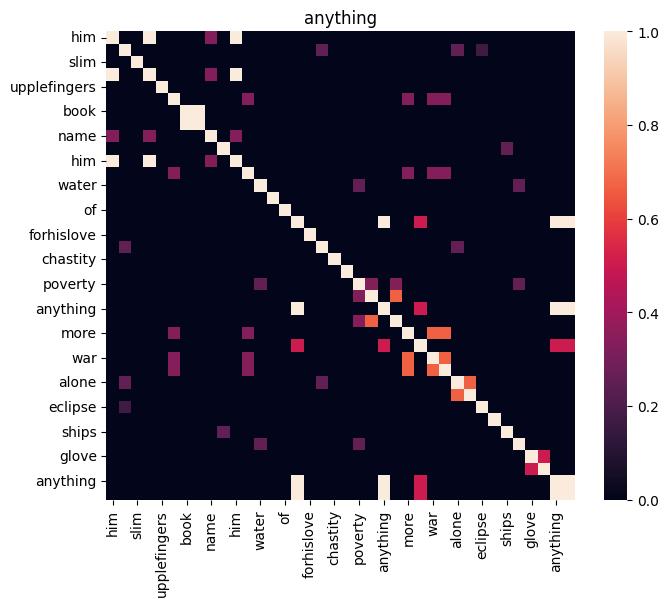 anything
him
slim
upplefingers
book
name
him
water
of
forhislove
chastity
poverty
anything
more
war
alone
eclipse
ships
glove
anything
him
slim
upplefingers
book
name
him
water
of
forhislove
chastity
poverty
anything
more
war
alone
eclipse
ships
glove
anything
1.0
0.8
0.6
0.4
0.2
0.0